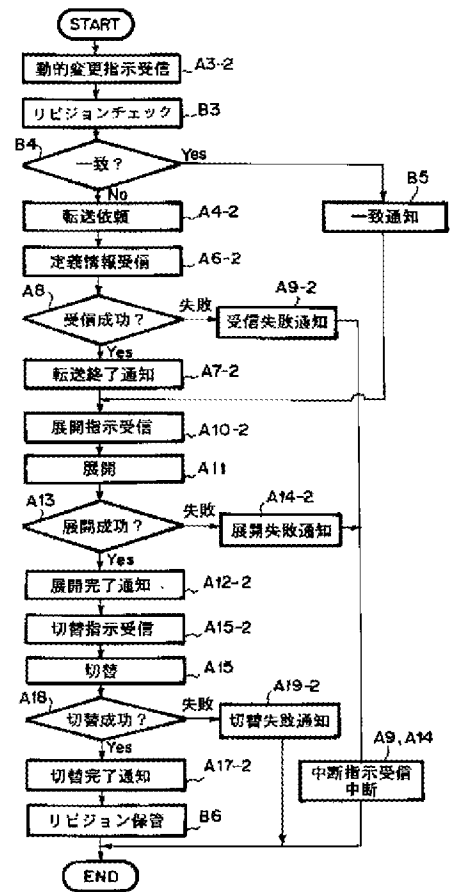 START
動的変更指示受信 A3-2
リビジョンチェック B3
B4 一致? Yes
No
B5
転送依頼 A4-2
一致通知
定義情報受信 A6-2
A8 受信成功? 失敗
A9-2
受信失敗通知
Yes
転送終了通知 A7-2
展開指示受信 A10-2
展開 A11
A13 展開成功? 失敗
A14-2
展開失敗通知
Yes
展開完了通知 A12-2
切替指示受信 A15-2
切替 A15
A18 切替成功? 失敗
A19-2
切替失敗通知
Yes
A9, A14
中断指示受信
中断
切替完了通知 A17-2
リビジョン保管 B6
END